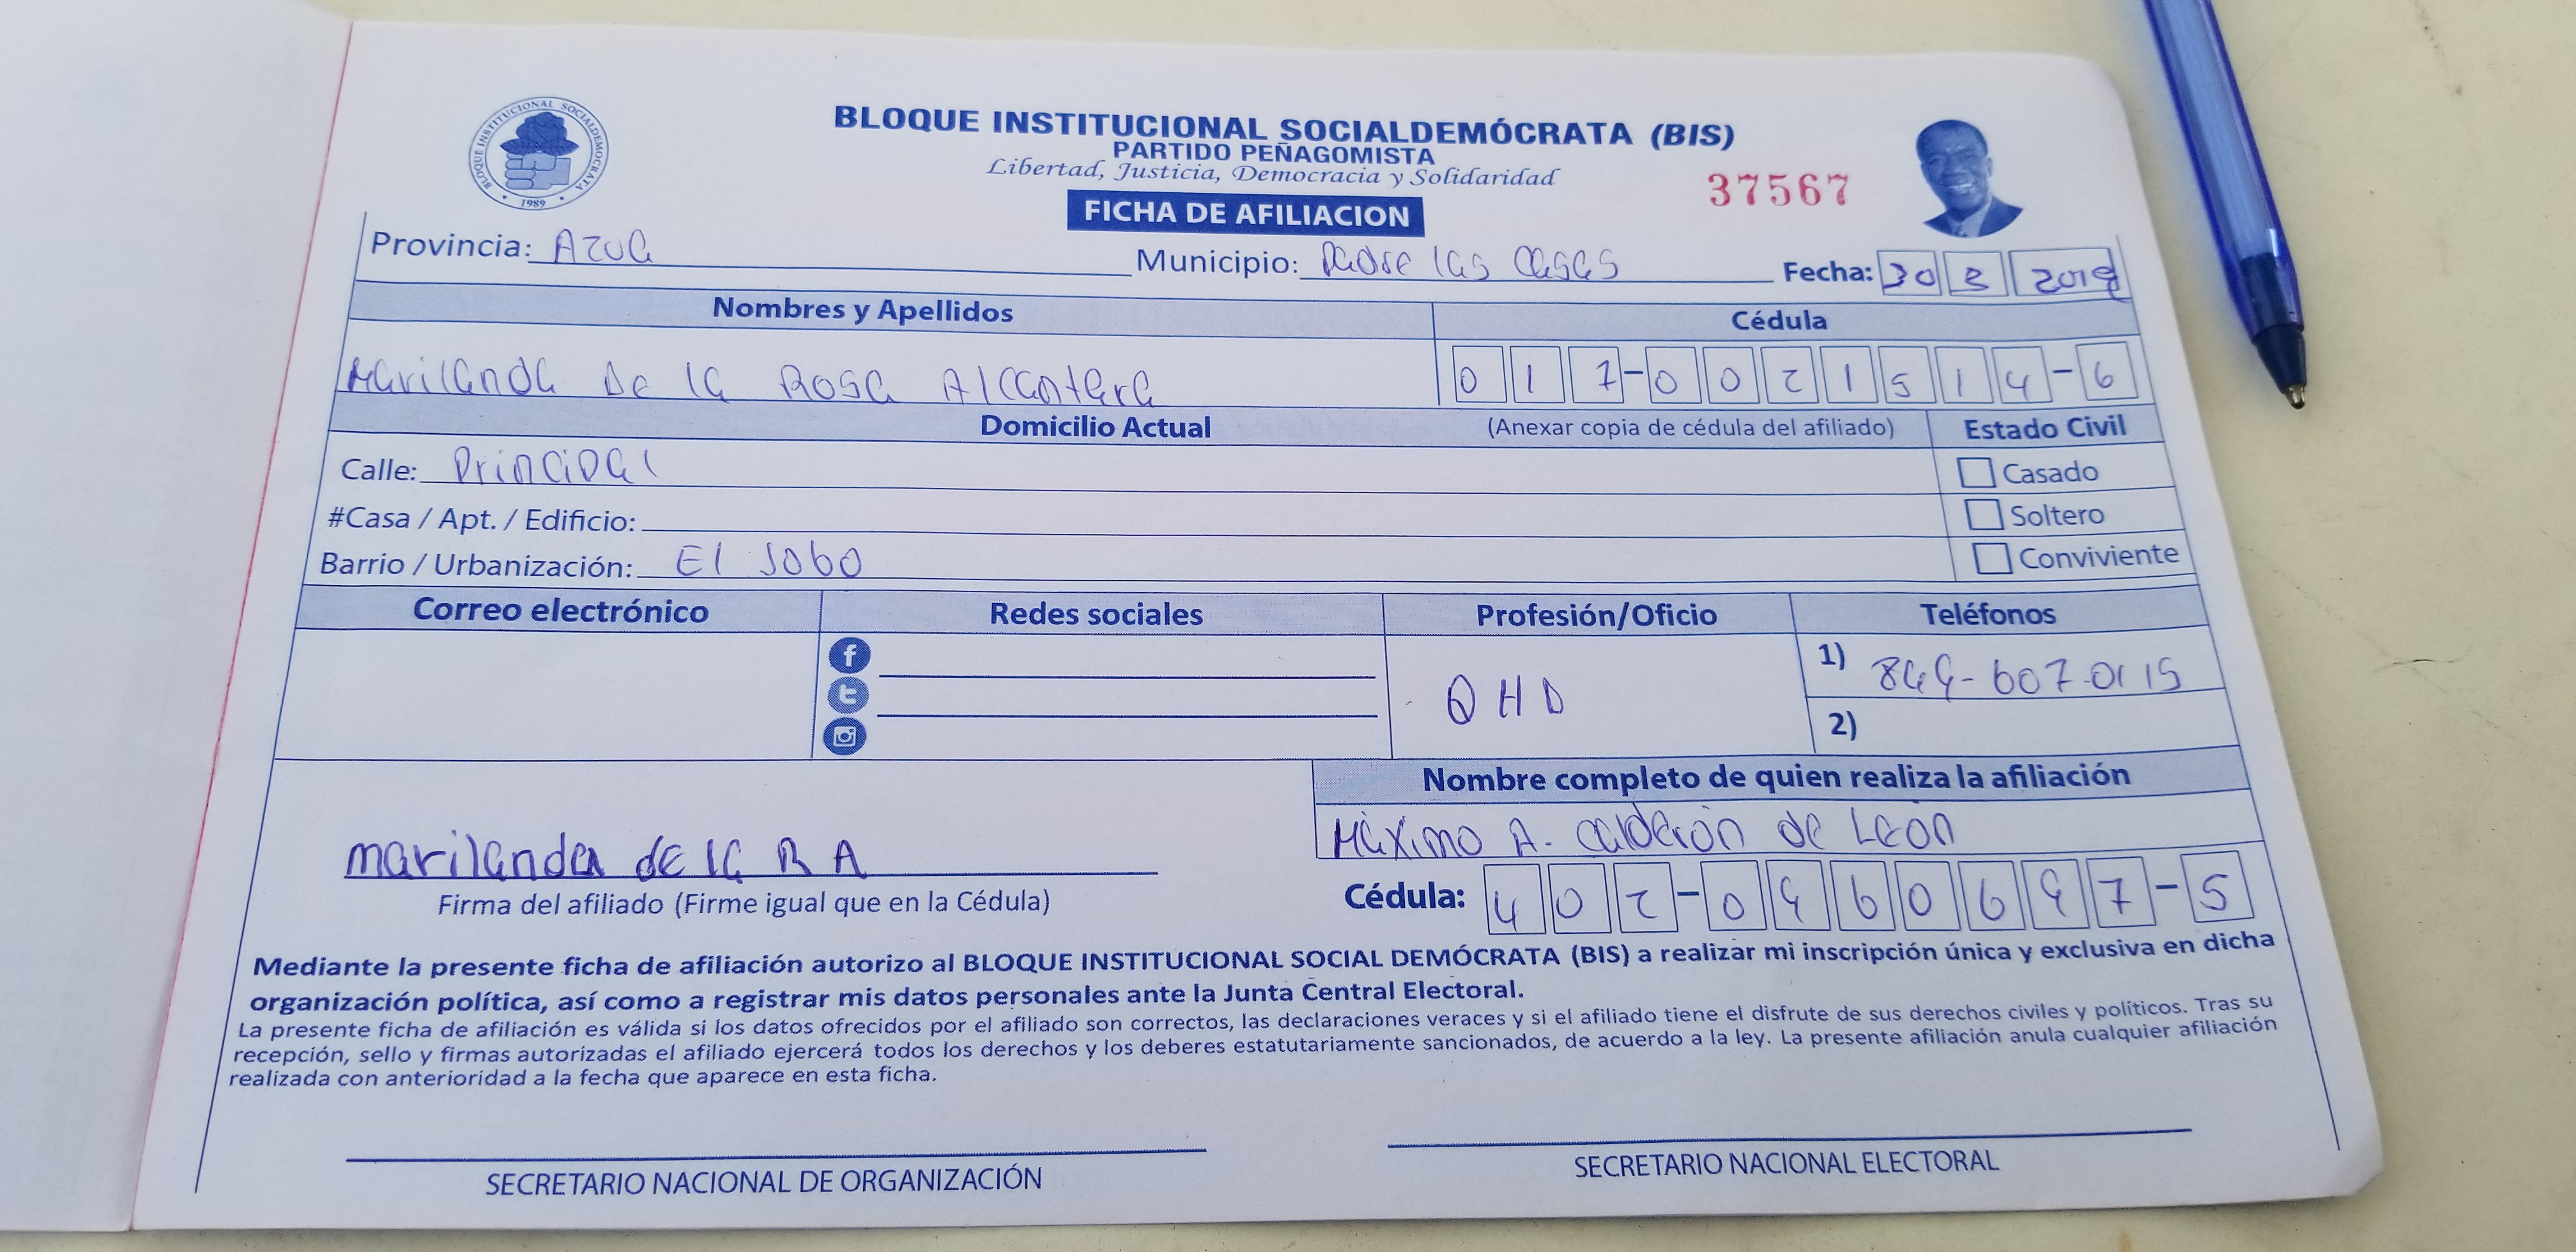 BLOQUE INSTITUCIONAL SOCIALDEMOCRATA
1989
BLOQUE INSTITUCIONAL SOCIALDEMÓCRATA (BIS)
PARTIDO PEÑAGOMISTA
Libertad, Justicia, Democracia y Solidaridad
37567
FICHA DE AFILIACION
Provincia: Azua Municipio: Padre las Casas Fecha: 30 8 2019
Nombres y Apellidos Cédula
Marilanda De la Rosa Alcantara 017-0021514-6
Domicilio Actual (Anexar copia de cédula del afiliado) Estado Civil
Calle: Principal Casado
#Casa / Apt. / Edificio: Soltero
Barrio / Urbanización: El Jobo Conviviente
Correo electrónico Redes sociales Profesión/Oficio Teléfonos
1) 849-607-0115
QHD
2)
Nombre completo de quien realiza la afiliación
Máximo A. Calderón de León
marilanda de la R A
Firma del afiliado (Firme igual que en la Cédula) Cédula: 402-0960697-5
Mediante la presente ficha de afiliación autorizo al BLOQUE INSTITUCIONAL SOCIAL DEMÓCRATA (BIS) a realizar mi inscripción única y exclusiva en dicha
organización política, así como a registrar mis datos personales ante la Junta Central Electoral.
La presente ficha de afiliación es válida si los datos ofrecidos por el afiliado son correctos, las declaraciones veraces y si el afiliado tiene el disfrute de sus derechos civiles y políticos. Tras su
recepción, sello y firmas autorizadas el afiliado ejercerá todos los derechos y los deberes estatutariamente sancionados, de acuerdo a la ley. La presente afiliación anula cualquier afiliación
realizada con anterioridad a la fecha que aparece en esta ficha.
SECRETARIO NACIONAL DE ORGANIZACIÓN SECRETARIO NACIONAL ELECTORAL